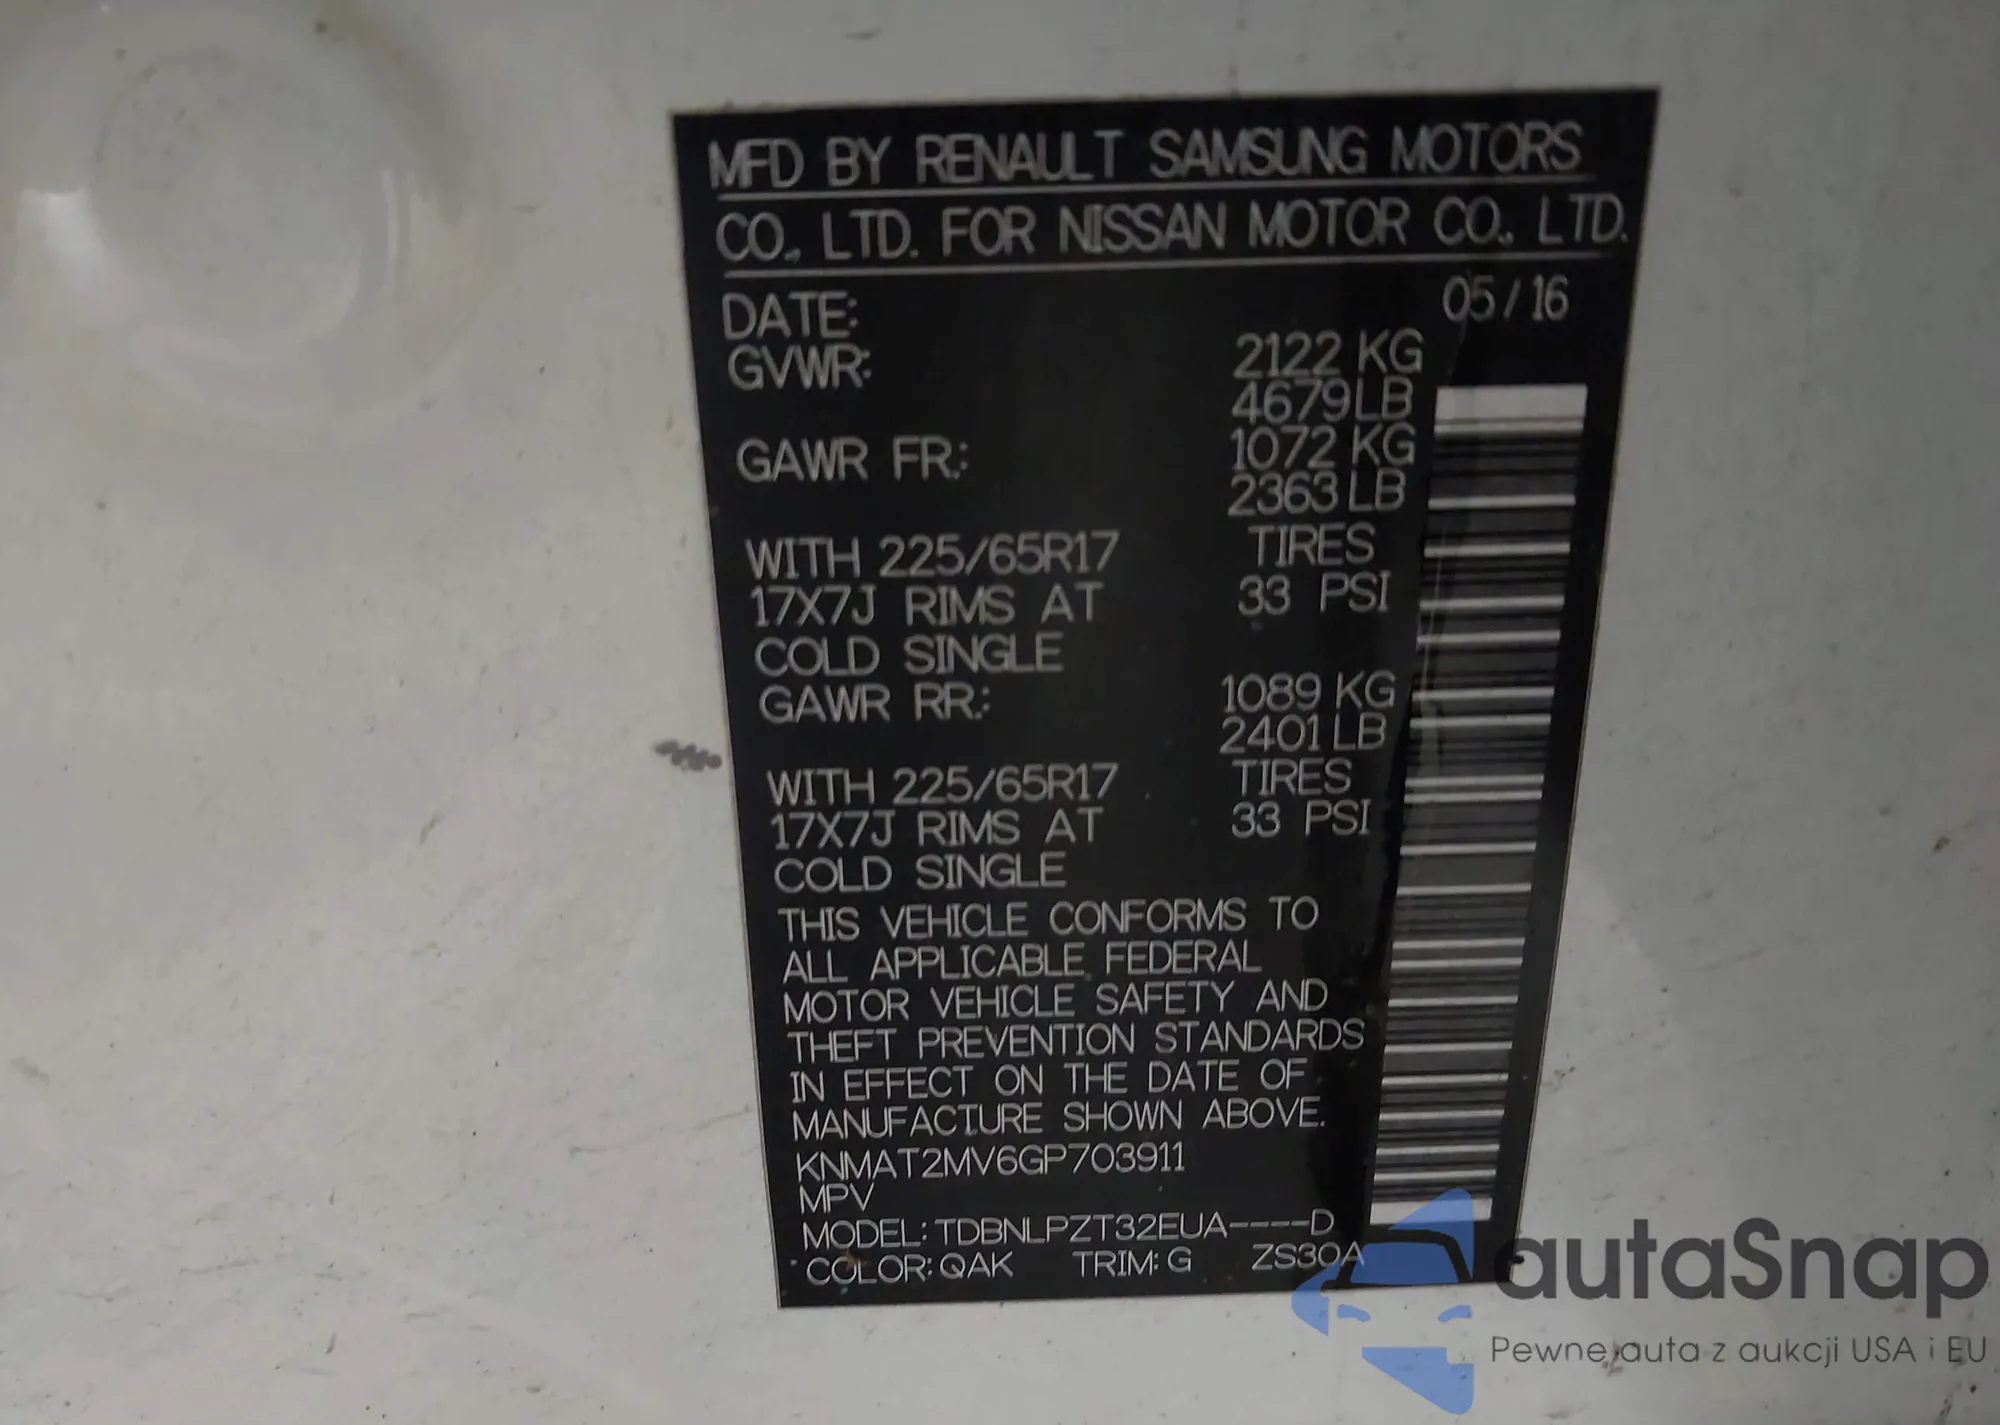 MFD BY RENAULT SAMSUNG MOTORS
CO., LTD. FOR NISSAN MOTOR CO., LTD.
DATE: 05/16
GVWR: 2122 KG
4679 LB
GAWR FR.: 1072 KG
2363 LB
WITH 225/65R17 TIRES
17X7J RIMS AT 33 PSI
COLD SINGLE
GAWR RR.: 1089 KG
2401 LB
WITH 225/65R17 TIRES
17X7J RIMS AT 33 PSI
COLD SINGLE
THIS VEHICLE CONFORMS TO
ALL APPLICABLE FEDERAL
MOTOR VEHICLE SAFETY AND
THEFT PREVENTION STANDARDS
IN EFFECT ON THE DATE OF
MANUFACTURE SHOWN ABOVE.
KNMAT2MV6GP703911
MPV
MODEL: TDBNLPZT32EUA----D
COLOR: QAK TRIM: G ZS30A
autaSnap
Pewne auta z aukcji USA i EU